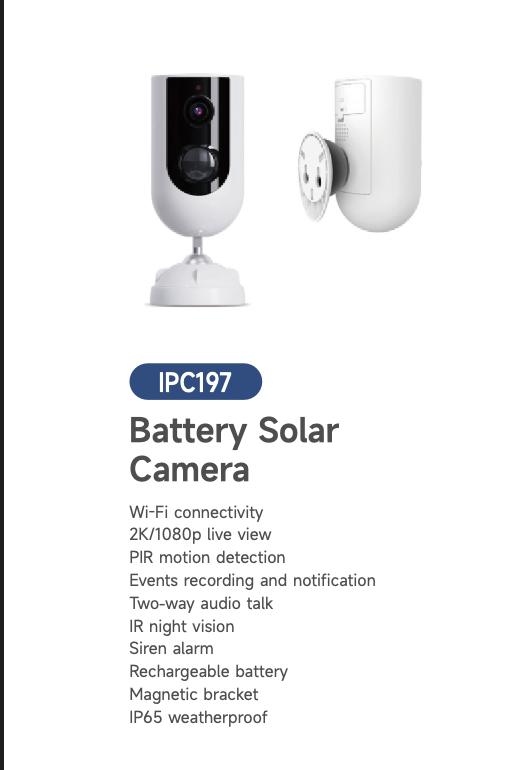 IPC197
Battery Solar
Camera
Wi-Fi connectivity
2K/1080p live view
PIR motion detection
Events recording and notification
Two-way audio talk
IR night vision
Siren alarm
Rechargeable battery
Magnetic bracket
IP65 weatherproof